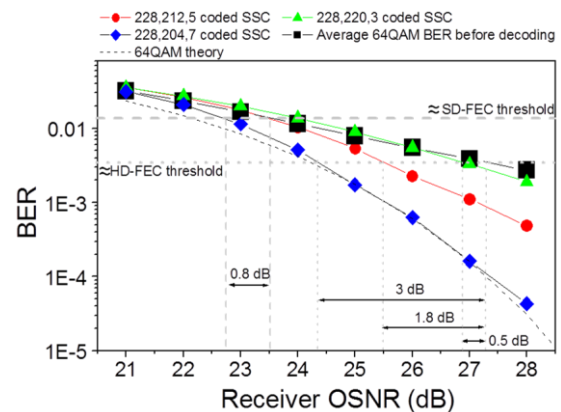 228,212,5 coded SSC
228,220,3 coded SSC
228,204,7 coded SSC
Average 64QAM BER before decoding
64QAM theory
≈SD-FEC threshold
≈HD-FEC threshold
0.01
1E-3
1E-4
1E-5
BER
0.8 dB
3 dB
1.8 dB
0.5 dB
21 22 23 24 25 26 27 28
Receiver OSNR (dB)